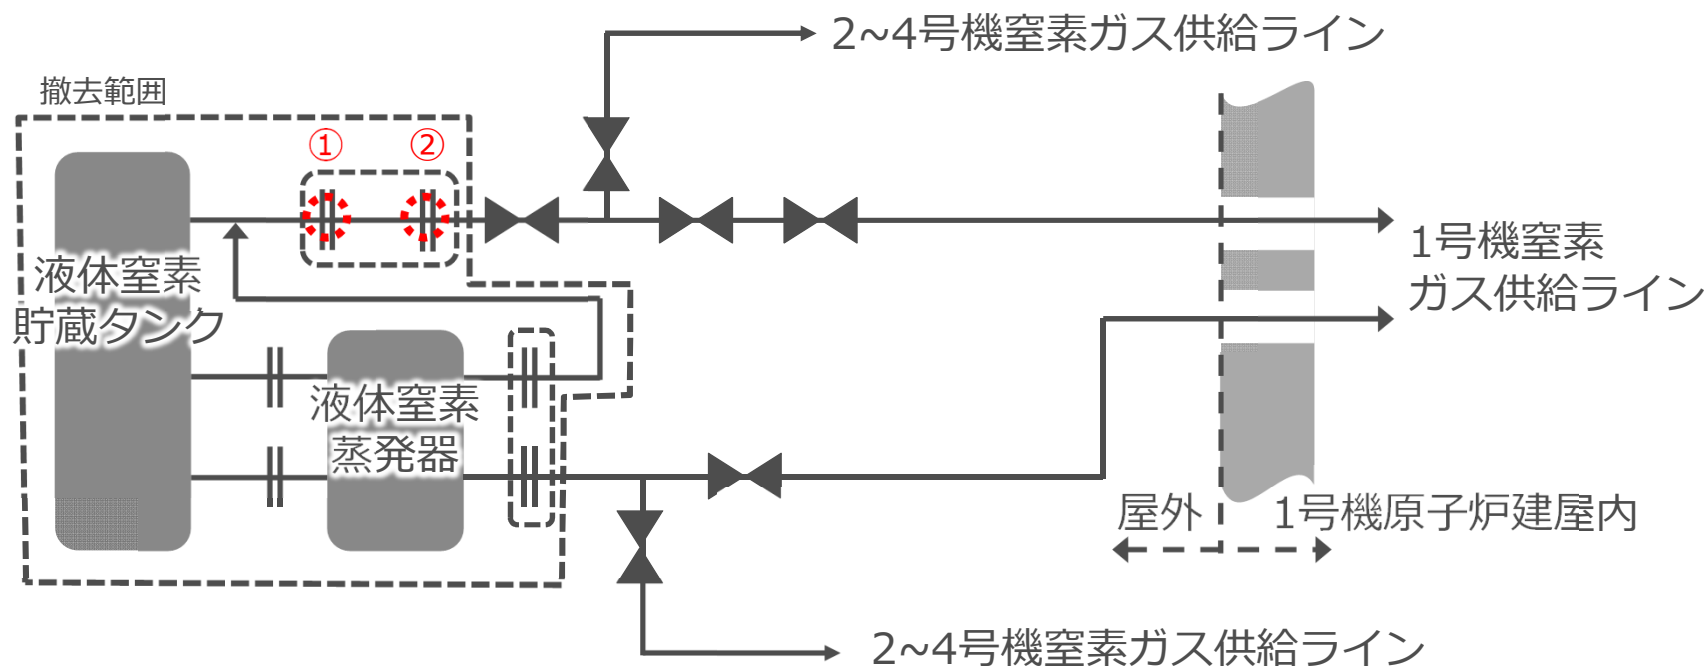 2~4号機窒素ガス供給ライン
撤去範囲
①
②
液体窒素
貯蔵タンク
1号機窒素
ガス供給ライン
液体窒素
蒸発器
屋外
1号機原子炉建屋内
2~4号機窒素ガス供給ライン